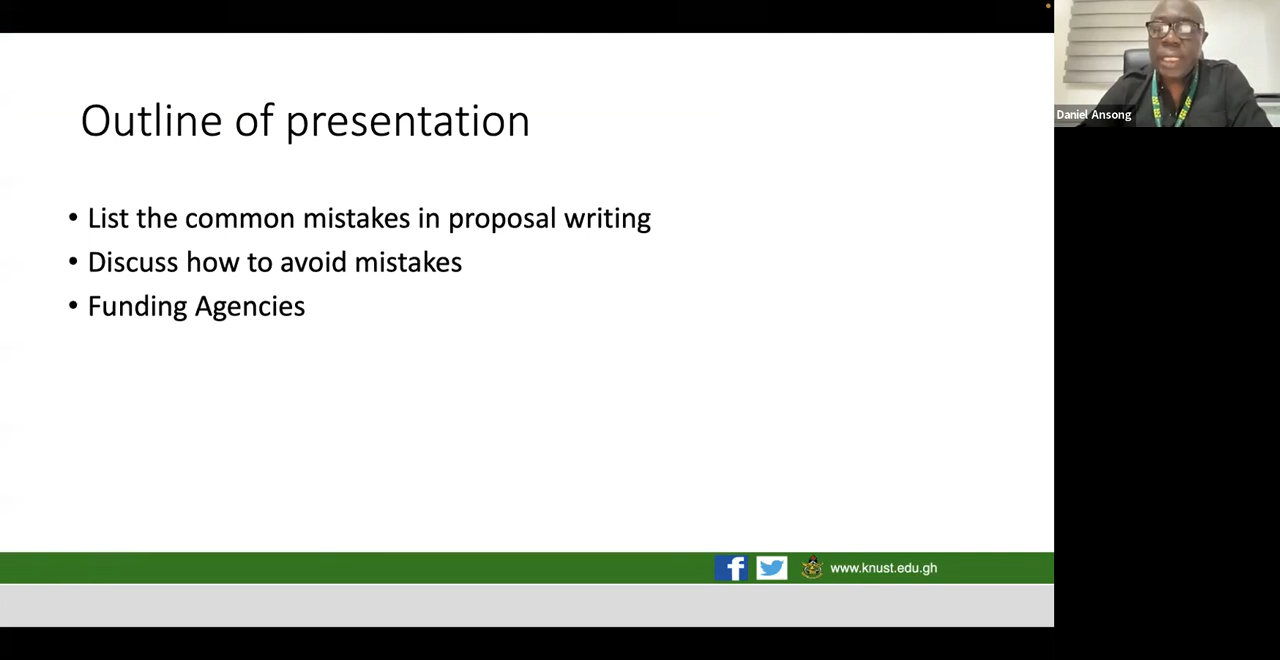 Outline of presentation
• List the common mistakes in proposal writing
• Discuss how to avoid mistakes
• Funding Agencies
www.knust.edu.gh
Daniel Ansong